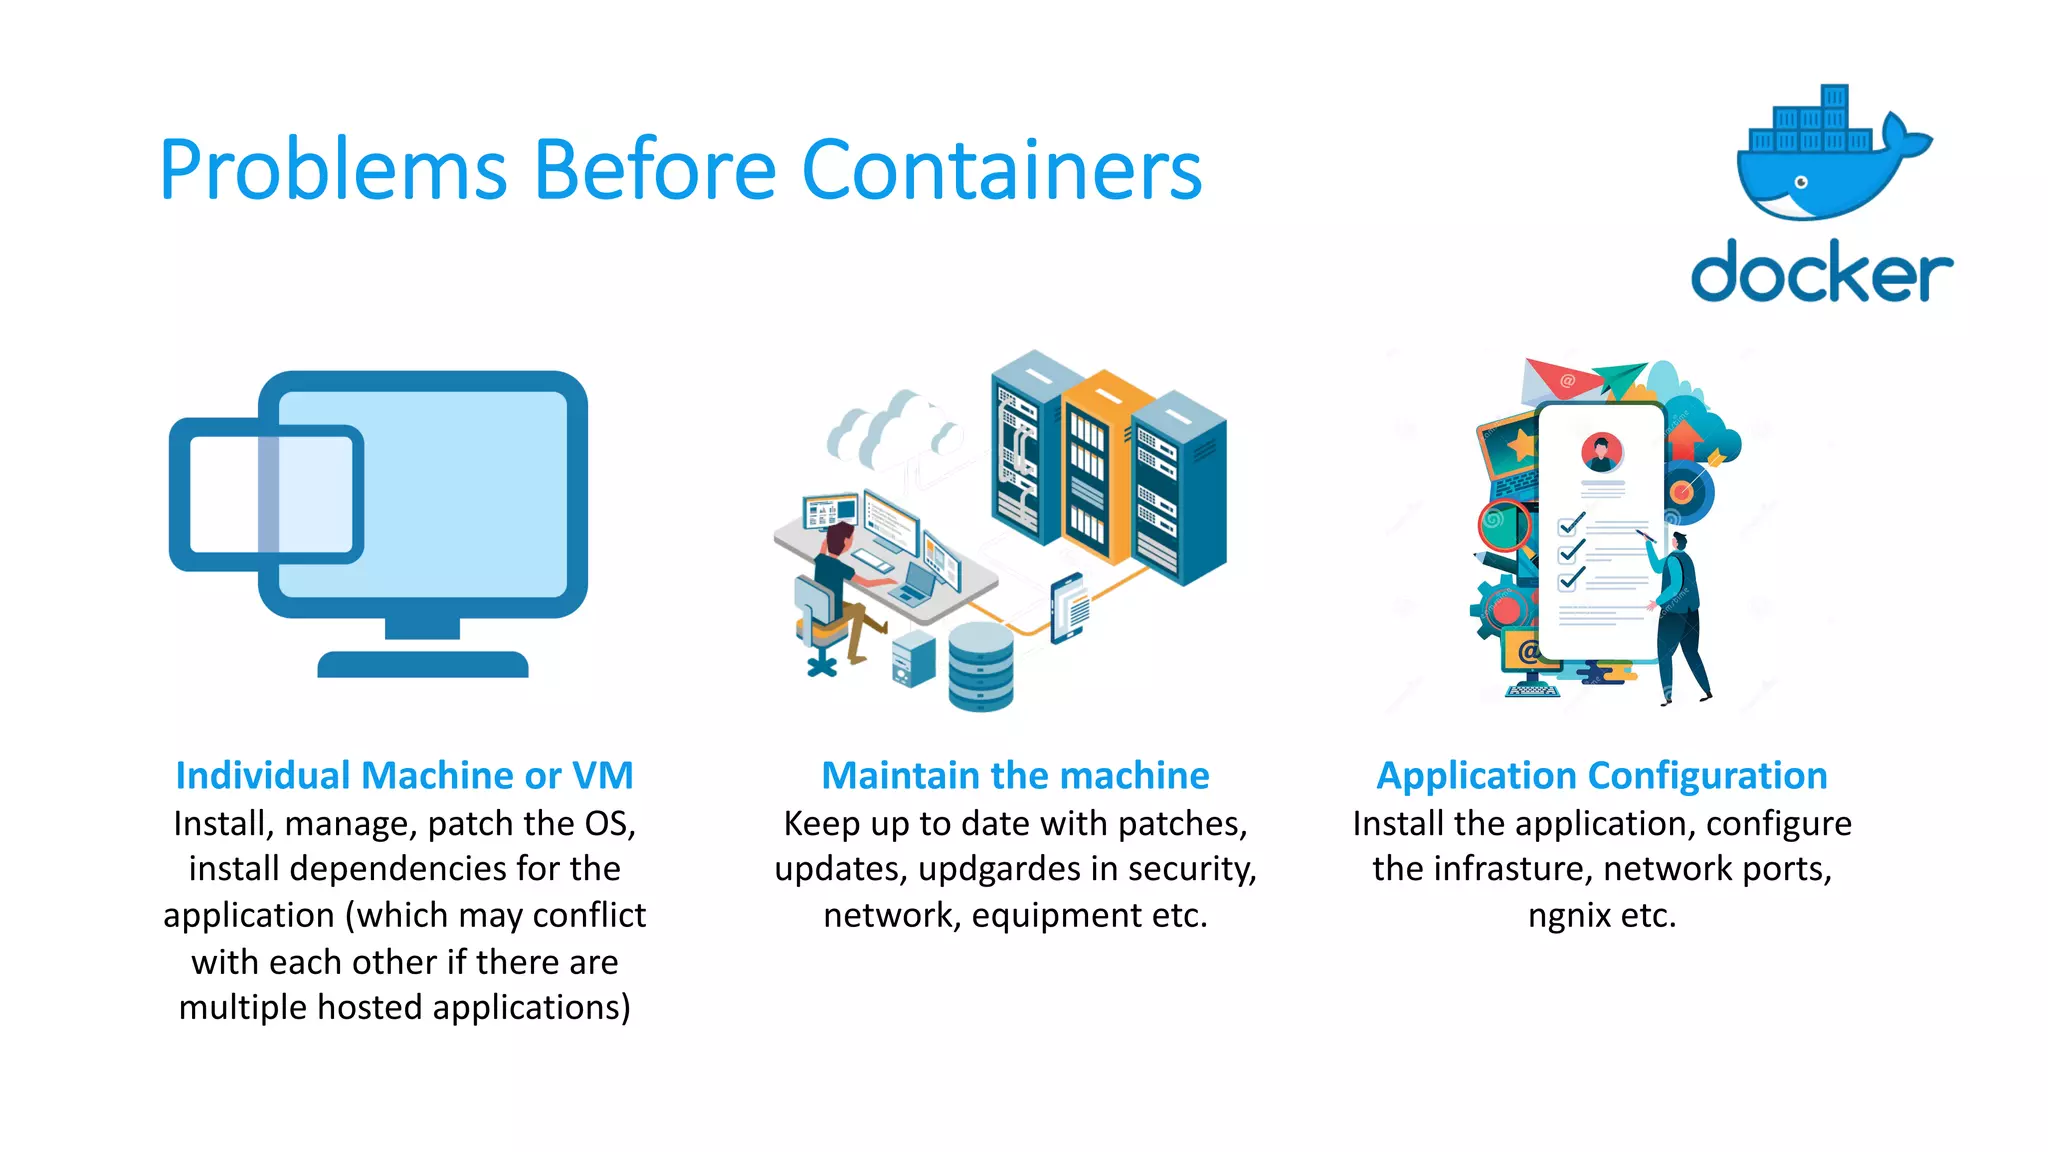 Problems Before Containers
docker
Individual Machine or VM
Install, manage, patch the OS,
install dependencies for the
application (which may conflict
with each other if there are
multiple hosted applications)
Maintain the machine
Keep up to date with patches,
updates, updgardes in security,
network, equipment etc.
@
@
Application Configuration
Install the application, configure
the infrasture, network ports,
ngnix etc.